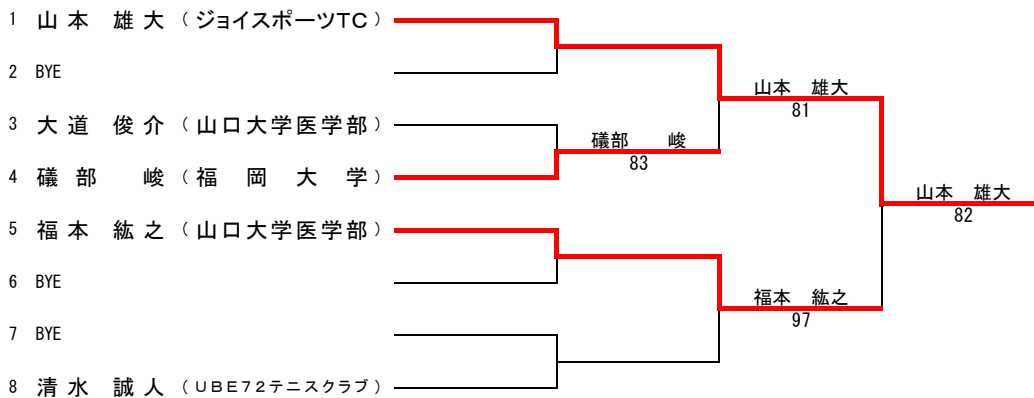 1 山本 雄大 (ジョイスポーツTC)
2 BYE
3 大道 俊介 (山口大学医学部)
4 礒部 峻 (福岡大学)
5 福本 紘之 (山口大学医学部)
6 BYE
7 BYE
8 清水 誠人 (UBE72テニスクラブ)
礒部 峻
83
山本 雄大
81
福本 紘之
97
山本 雄大
82